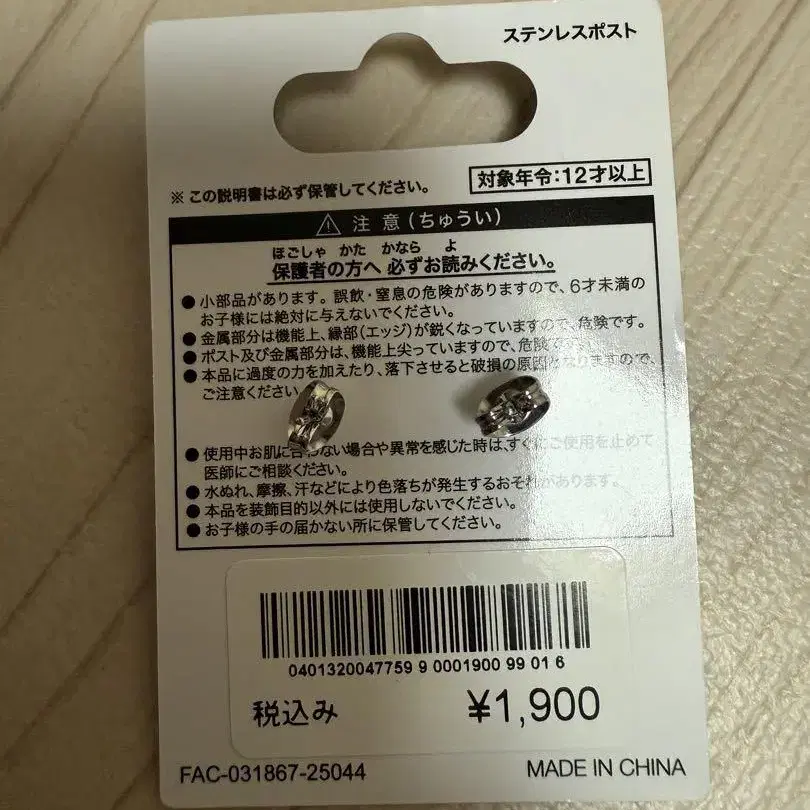 ステンレスポスト
※ この説明書は必ず保管してください。
対象年令:12才以上
⚠ 注意(ちゅうい)
ほごしゃ かた かなら よ
保護者の方へ 必ずお読みください。
● 小部品があります。誤飲・窒息の危険がありますので、6才未満の
お子様には絶対に与えないでください。
● 金属部分は機能上、縁部(エッジ)が鋭くなっていますので、危険です。
● ポスト及び金属部分は、機能上尖っていますので、危険です。
● 本品に過度の力を加えたり、落下させると破損の原因となりますので、
ご注意ください
● 使用中お肌に合わない場合や異常を感じた時は、すぐにご使用を止めて
医師にご相談ください。
● 水ぬれ、摩擦、汗などにより色落ちが発生するおそれがあります。
● 本品を装飾目的以外には使用しないでください。
● お子様の手の届かない所に保管してください。
0401320047759 9 0001900 99 01 6
税込み ¥1,900
FAC-031867-25044 MADE IN CHINA